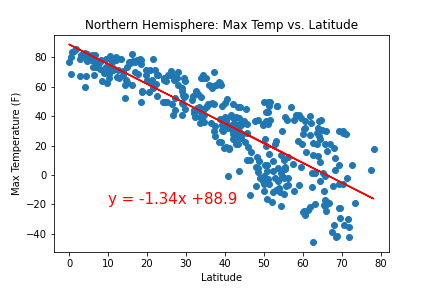 Northern Hemisphere: Max Temp vs. Latitude
Max Temperature (F)
80
60
40
20
0
−20
−40
y = -1.34x +88.9
0 10 20 30 40 50 60 70 80
Latitude